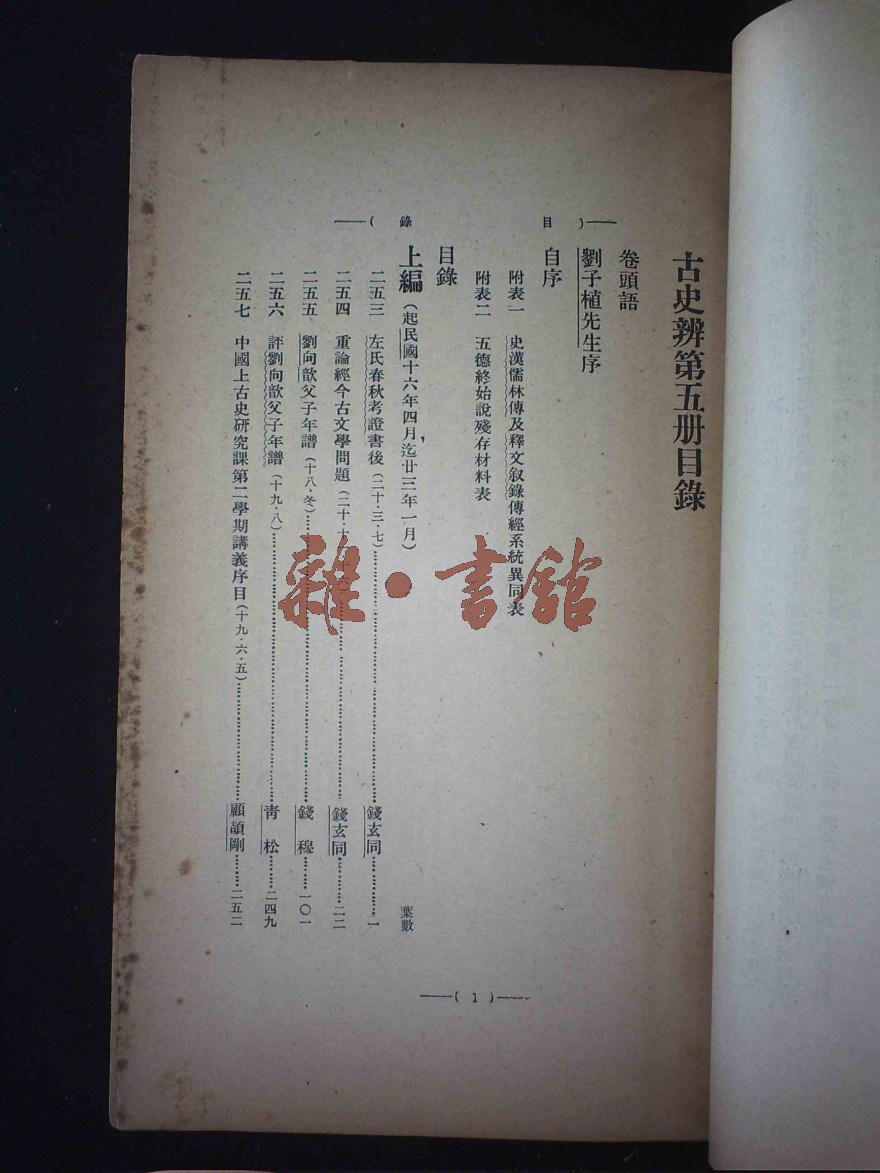 古史辨第五册目錄
卷頭語
劉子植先生序
自序
附表一 史漢儒林傳及釋文叙錄傳經系統異同表
附表二 五德終始說殘存材料表
目錄
上編(起民國十六年四月,迄廿三年一月) 葉數
二五三 左氏春秋考證書後(二十·三·七)……錢玄同……一
二五四 重論經今古文學問題(二十·十……錢玄同……二二
二五五 劉向歆父子年譜(十八·冬)……錢穆……一〇一
二五六 評劉向歆父子年譜(十九·八)……青松……二四九
二五七 中國上古史研究課第二學期講義序目(十九·六·五)……顧頡剛……二五二
——( 目 錄 )——
——( 1 )——
雜·書館